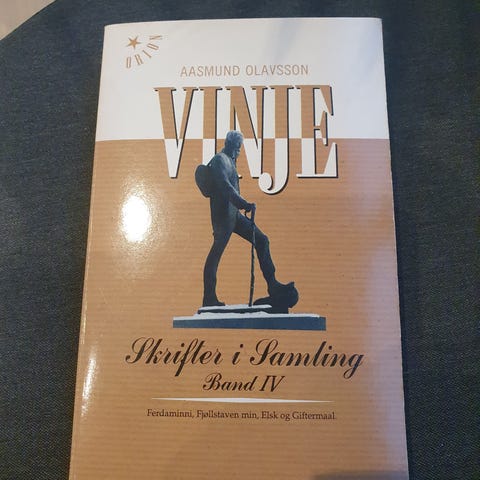 ORION
AASMUND OLAVSSON
VINJE
Skrifter i Samling
Band IV
Ferdaminni, Fjøllstaven min, Elsk og Giftermaal.